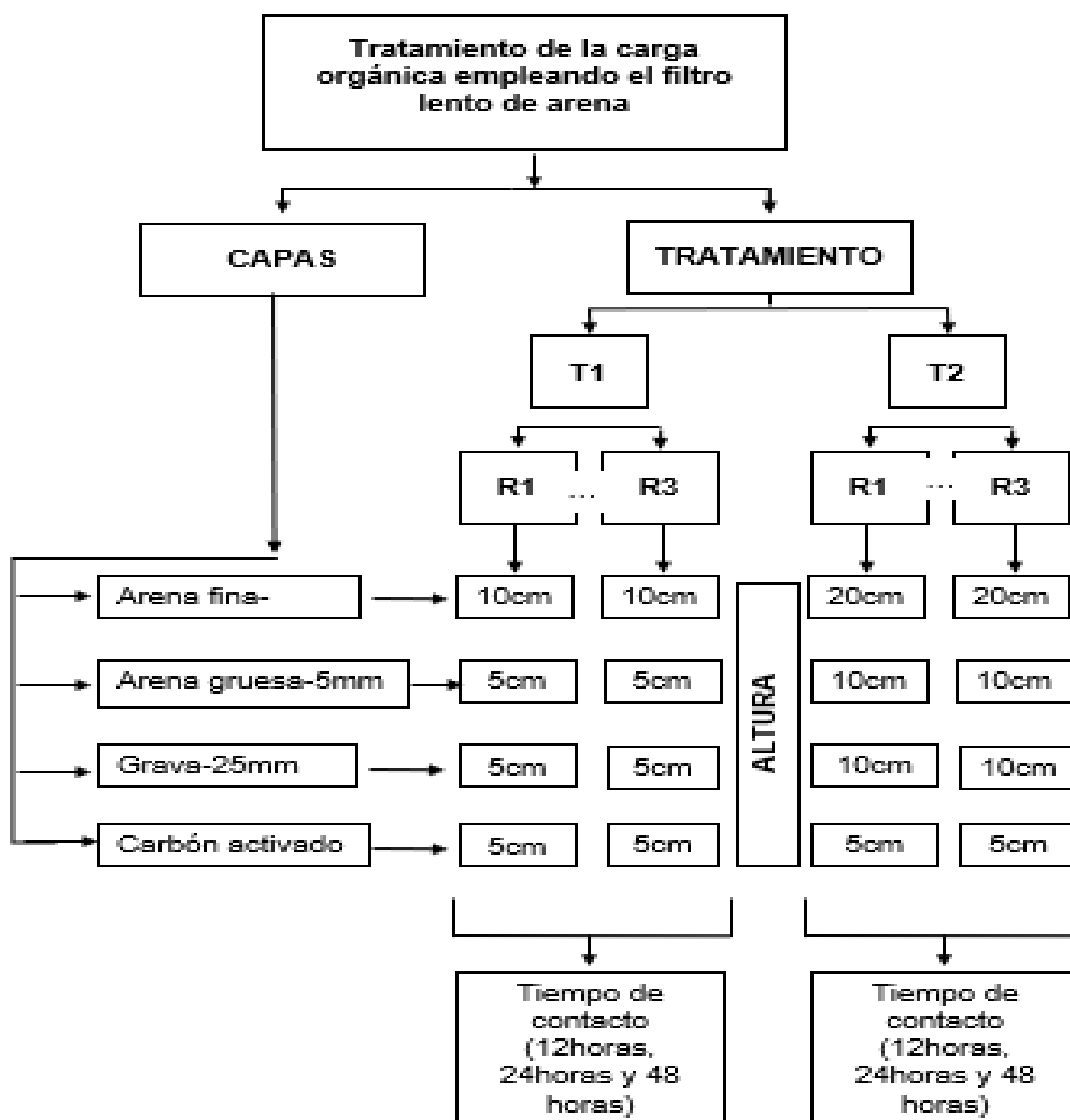 Tratamiento de la carga
orgánica empleando el filtro
lento de arena
CAPAS
TRATAMIENTO
T1
T2
R1
...
R3
R1
...
R3
Arena fina-
10cm
10cm
20cm
20cm
Arena gruesa-5mm
5cm
5cm
10cm
10cm
Grava-25mm
5cm
5cm
10cm
10cm
Carbón activado
5cm
5cm
5cm
5cm
ALTURA
Tiempo de
contacto
(12horas,
24horas y 48
horas)
Tiempo de
contacto
(12horas,
24horas y 48
horas)